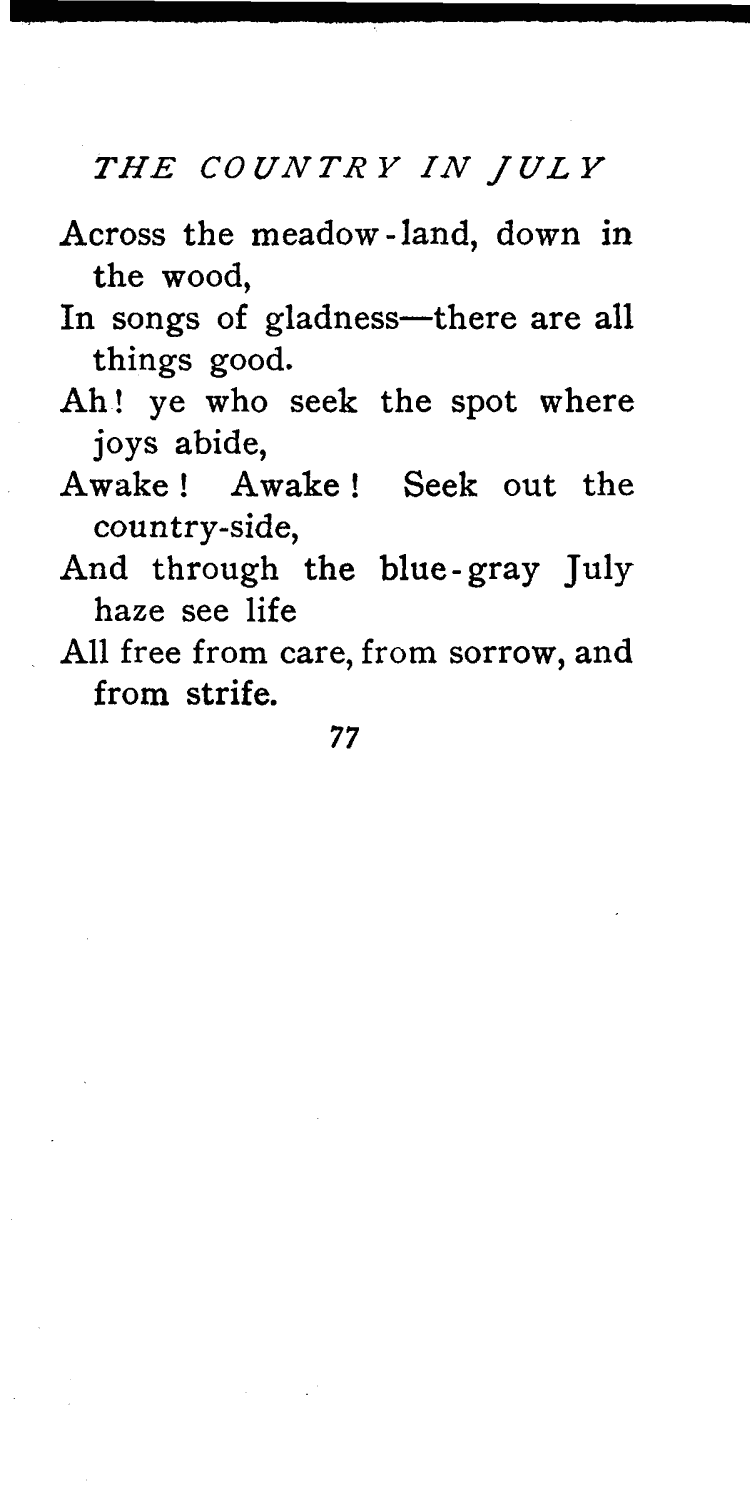 THE COUNTRY IN JULY
Across the meadow-land, down in
the wood,
In songs of gladness—there are all
things good.
Ah! ye who seek the spot where
joys abide,
Awake! Awake! Seek out the
country-side,
And through the blue-gray July
haze see life
All free from care, from sorrow, and
from strife.
77